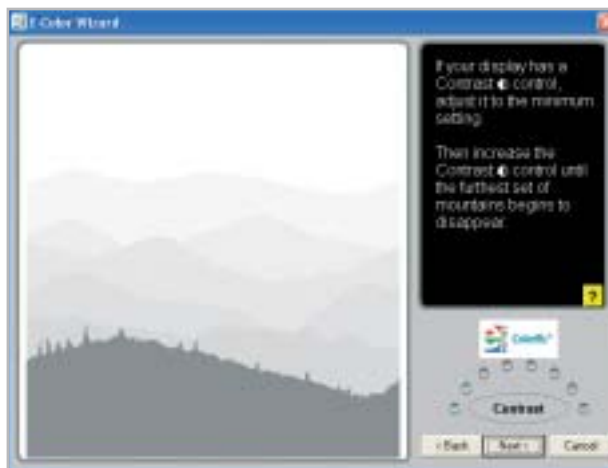 E-Color Wizard
If your display has a
Contrast control,
adjust it to the minimum
setting.
Then increase the
Contrast control until
the furthest set of
mountains begins to
disappear.
?
Colorific
Contrast
< Back
Next >
Cancel